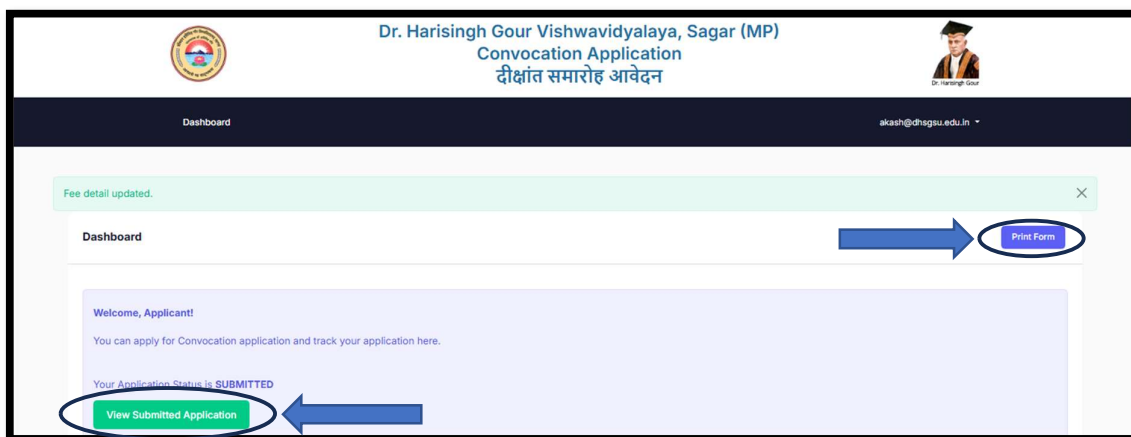 Dr. Harisingh Gour Vishwavidyalaya, Sagar (MP)
Convocation Application
दीक्षांत समारोह आवेदन
Dr. Harisingh Gour
Dashboard
akash@dhsgsu.edu.in
Fee detail updated.
Dashboard
Print Form
Welcome, Applicant!
You can apply for Convocation application and track your application here.
Your Application Status is SUBMITTED
View Submitted Application